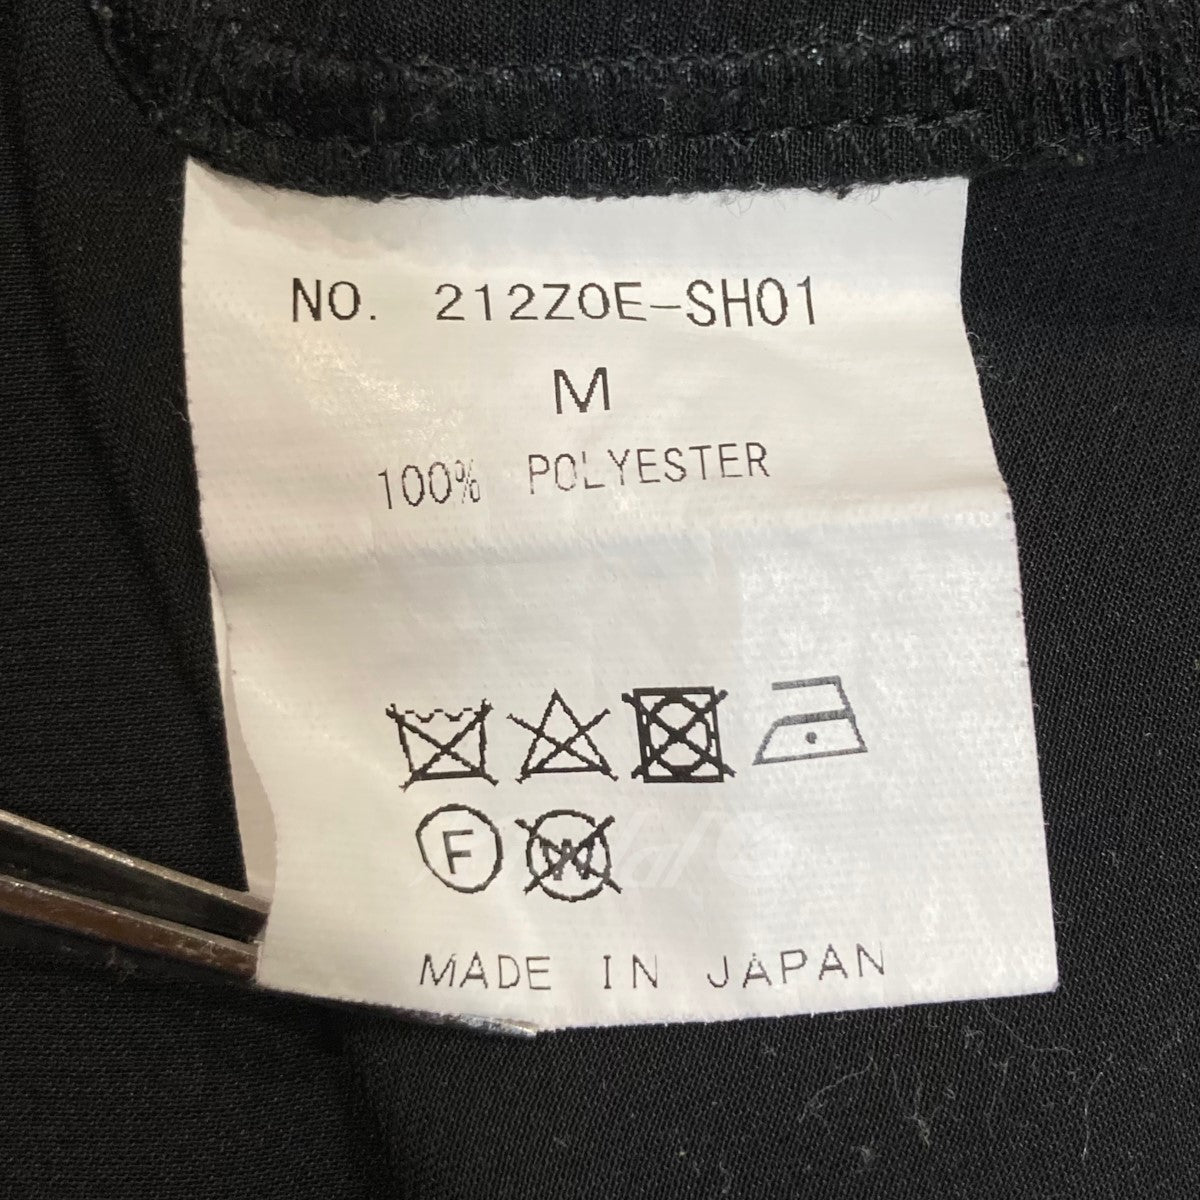 NO. 212ZOE-SH01
M
100% POLYESTER
F
W
MADE IN JAPAN